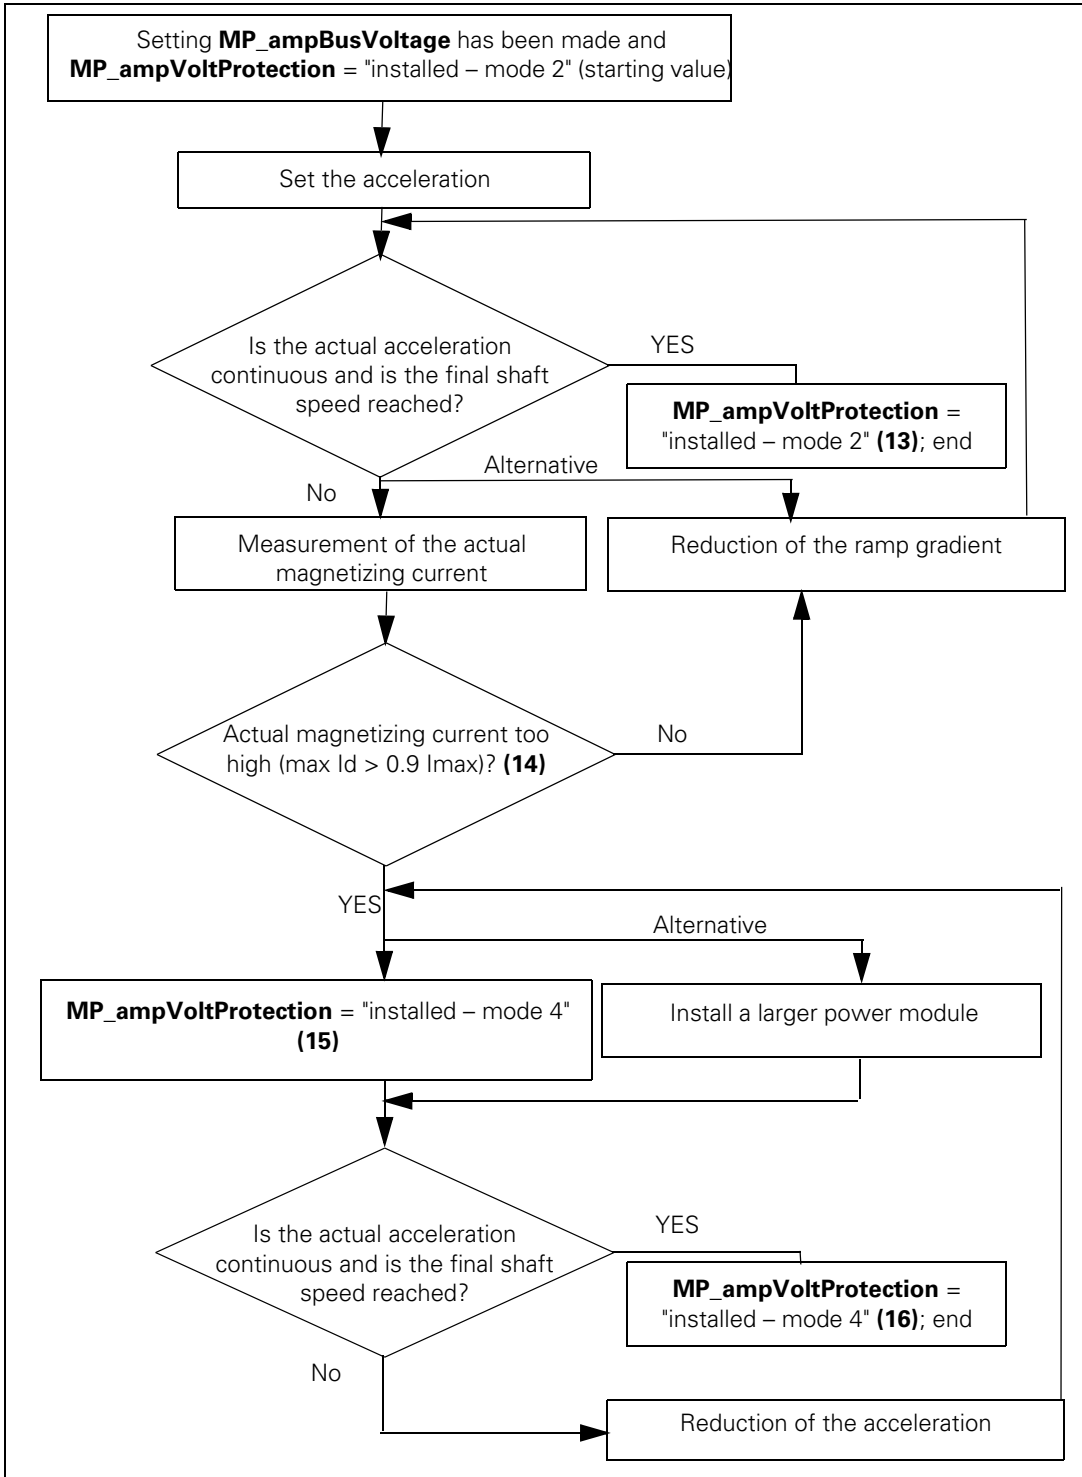 Setting MP_ampBusVoltage has been made and
MP_ampVoltProtection = "installed – mode 2" (starting value)
Set the acceleration
Is the actual acceleration
continuous and is the final shaft
speed reached?
YES
MP_ampVoltProtection =
"installed – mode 2" (13); end
Alternative
No
Measurement of the actual
magnetizing current
Reduction of the ramp gradient
Actual magnetizing current too
high (max Id > 0.9 Imax)? (14)
No
YES
Alternative
MP_ampVoltProtection = "installed – mode 4"
(15)
Install a larger power module
Is the actual acceleration
continuous and is the final shaft
speed reached?
YES
MP_ampVoltProtection =
"installed – mode 4" (16); end
No
Reduction of the acceleration